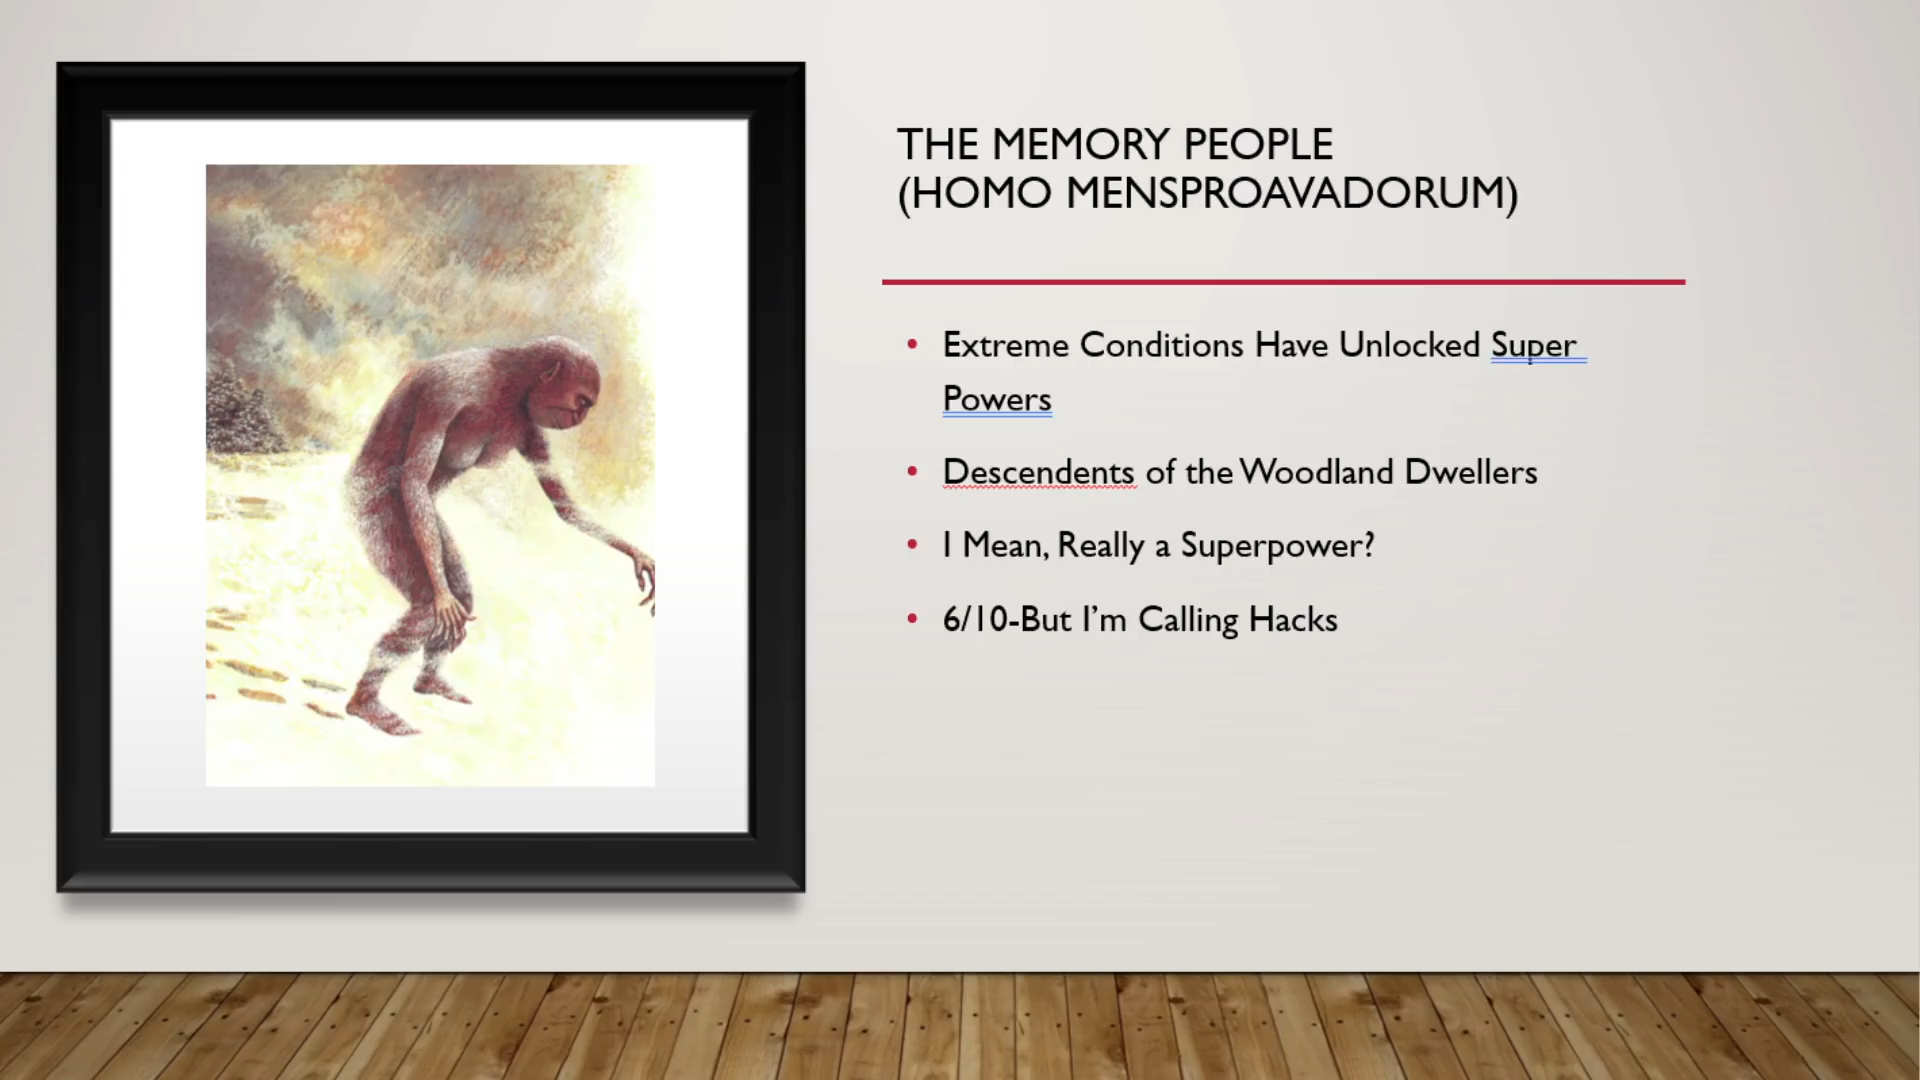 THE MEMORY PEOPLE
(HOMO MENSPROAVADORUM)
• Extreme Conditions Have Unlocked Super
Powers
• Descendents of the Woodland Dwellers
• I Mean, Really a Superpower?
• 6/10-But I'm Calling Hacks